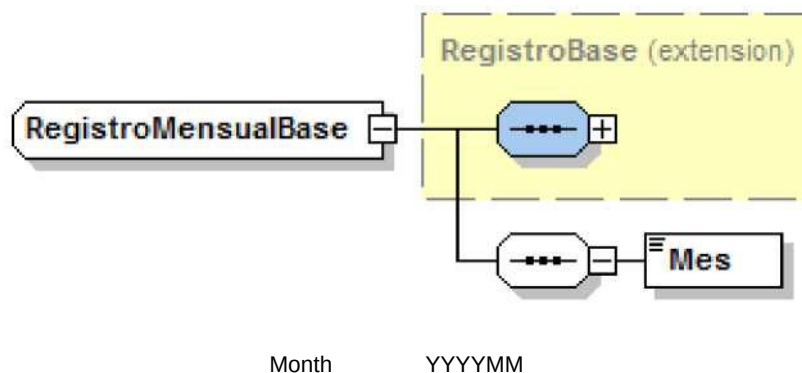 RegistroBase (extension)
RegistroMensualBase
Mes
Month YYYYMM